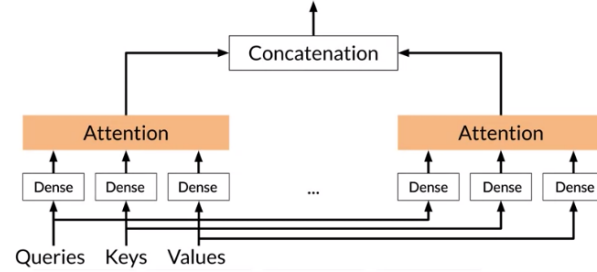 Concatenation
Attention Attention
Dense Dense Dense ... Dense Dense Dense
Queries Keys Values